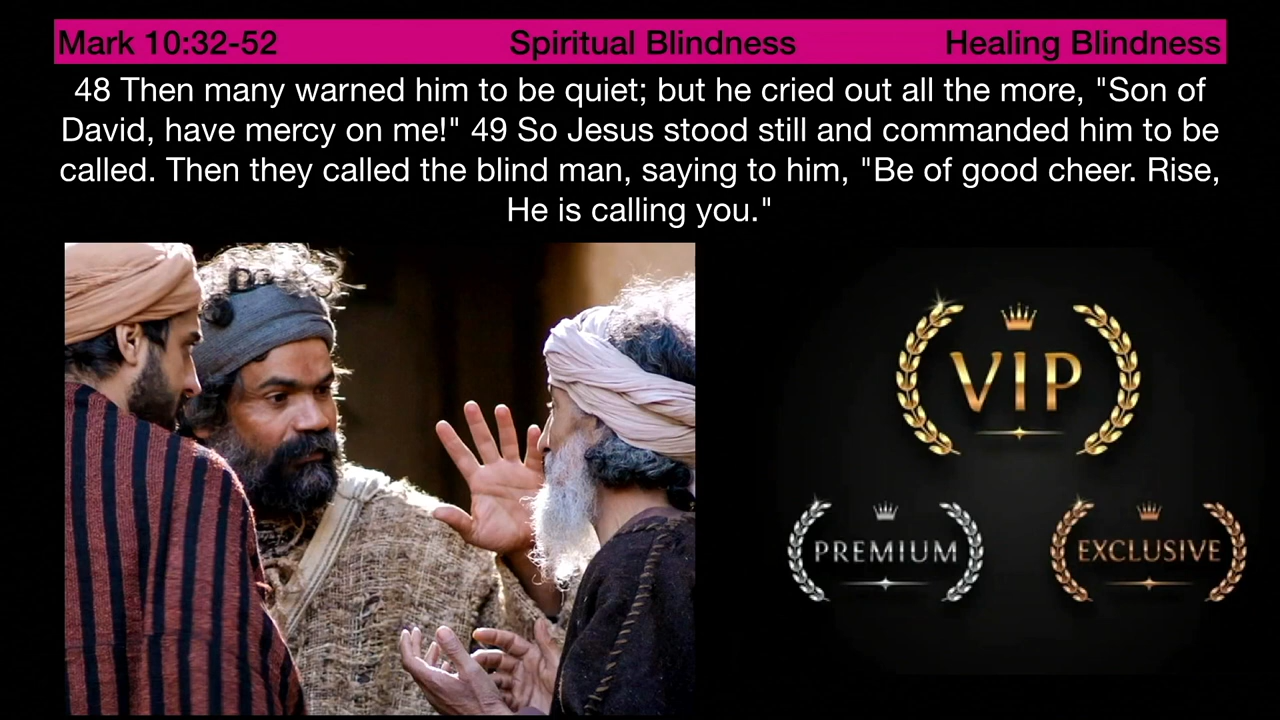 Mark 10:32-52 Spiritual Blindness Healing Blindness
48 Then many warned him to be quiet; but he cried out all the more, "Son of
David, have mercy on me!" 49 So Jesus stood still and commanded him to be
called. Then they called the blind man, saying to him, "Be of good cheer. Rise,
He is calling you."
VIP
PREMIUM
EXCLUSIVE